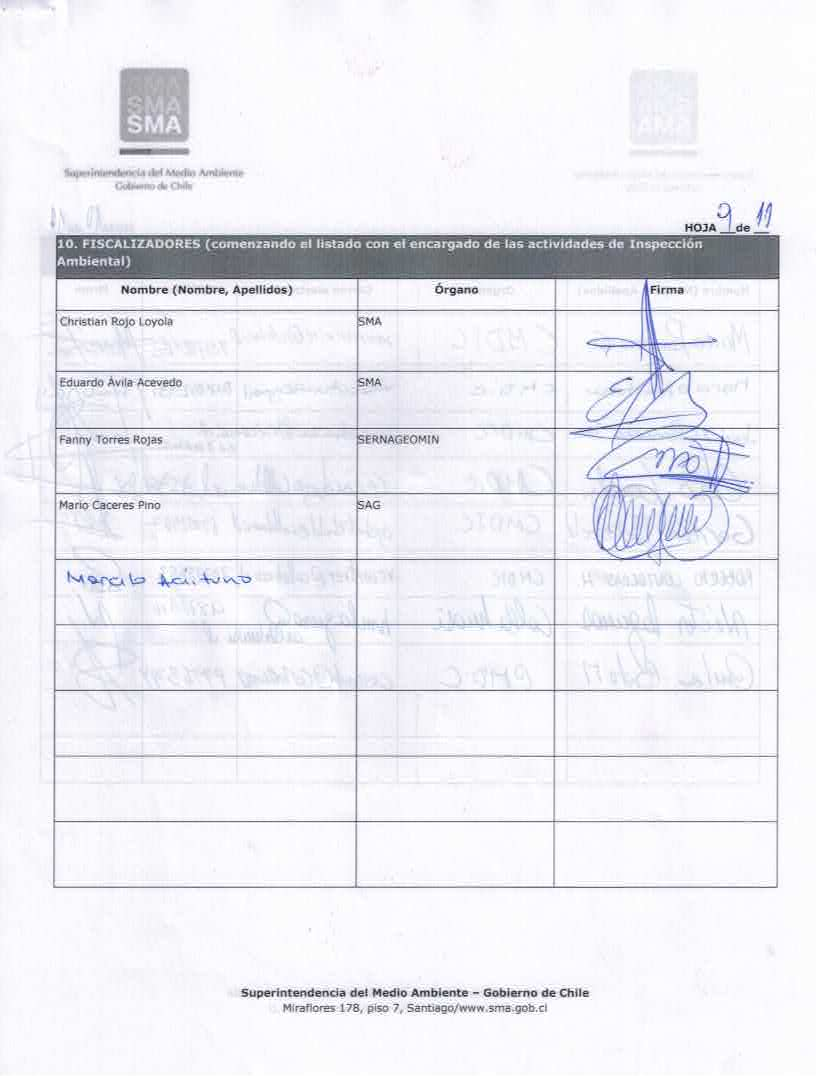 SMA
SMA
SMA
Superintendencia del Medio Ambiente
Gobierno de Chile
HOJA 9 de 11
10. FISCALIZADORES (comenzando el listado con el encargado de las actividades de Inspección
Ambiental)
Nombre (Nombre, Apellidos) Órgano Firma
Christian Rojo Loyola SMA
Eduardo Ávila Acevedo SMA
Fanny Torres Rojas SERNAGEOMIN
Mario Caceres Pino SAG
Marcelo Aceituno
Superintendencia del Medio Ambiente – Gobierno de Chile
Miraflores 178, piso 7, Santiago/www.sma.gob.cl